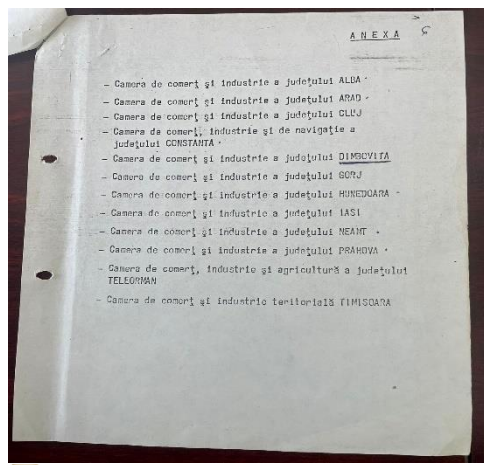 ANEXA
- Camera de comerţ şi industrie a judeţului ALBA
- Camera de comerţ şi industrie a judeţului ARAD
- Camera de comerţ şi industrie a judeţului CLUJ
- Camera de comerţ, industrie şi de navigaţie a
judeţului CONSTANTA
- Camera de comerţ şi industrie a judeţului DIMBOVITA
- Camera de comerţ şi industrie a judeţului GORJ
- Camera de comerţ şi industrie a judeţului HUNEDOARA
- Camera de comerţ şi industrie a judeţului IASI
- Camera de comerţ şi industrie a judeţului NEAMT
- Camera de comerţ şi industrie a judeţului PRAHOVA
- Camera de comerţ, industrie şi agricultură a judeţului
TELEORMAN
- Camera de comerţ şi industrie teritorială TIMISOARA